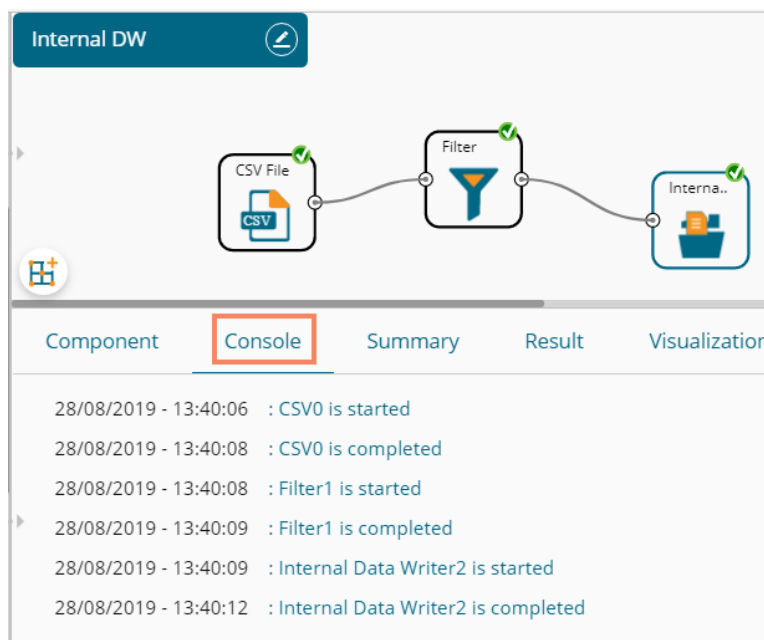 Internal DW
Filter
CSV File
Interna..
CSV
Component Console Summary Result Visualization
28/08/2019 - 13:40:06 : CSV0 is started
28/08/2019 - 13:40:08 : CSV0 is completed
28/08/2019 - 13:40:08 : Filter1 is started
28/08/2019 - 13:40:09 : Filter1 is completed
28/08/2019 - 13:40:09 : Internal Data Writer2 is started
28/08/2019 - 13:40:12 : Internal Data Writer2 is completed